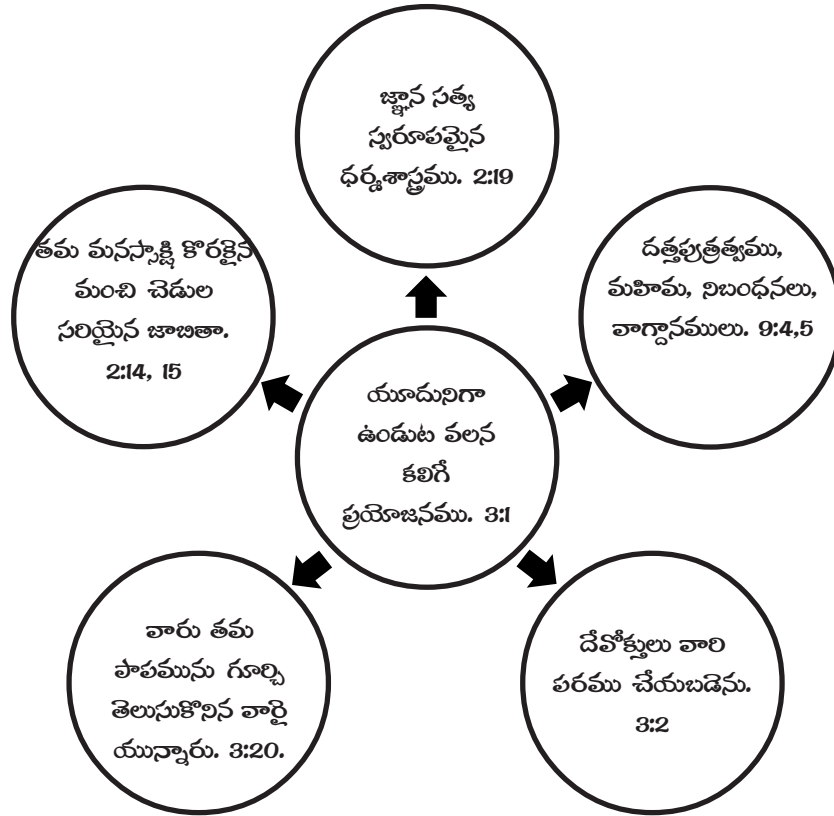 జ్ఞాన సత్య
స్వరూపమైన
ధర్మశాస్త్రము. 2:19
తమ మనస్సాక్షి కొరకైన
మంచి చెడుల
సరియైన జాబితా.
2:14, 15
దత్తపుత్రత్వము,
మహిమ, నిబంధనలు,
వాగ్దానములు. 9:4,5
యూదునిగా
ఉండుట వలన
కలిగే
ప్రయోజనము. 3:1
వారు తమ
పాపమును గూర్చి
తెలుసుకొనిన వారై
యున్నారు. 3:20.
దేవోక్తులు వారి
పరము చేయబడెను.
3:2